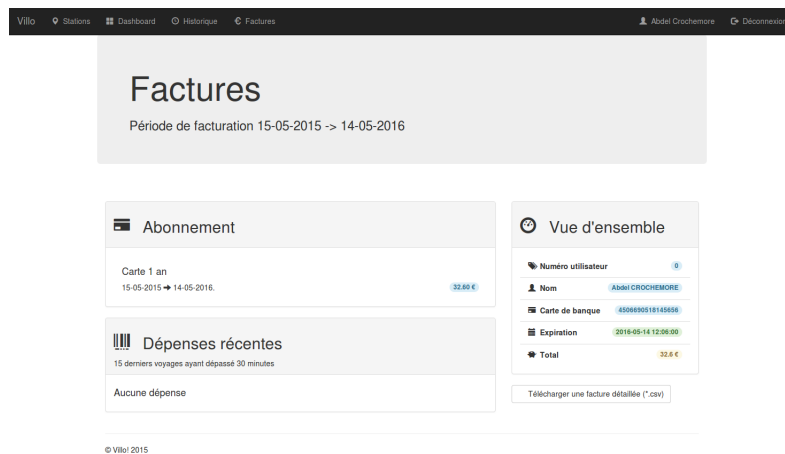 Villo Stations Dashboard Historique € Factures Abdel Crochemore Déconnexion
Factures
Période de facturation 15-05-2015 -> 14-05-2016
Abonnement
Carte 1 an
15-05-2015 → 14-05-2016.
32.60 €
Dépenses récentes
15 derniers voyages ayant dépassé 30 minutes
Aucune dépense
Vue d'ensemble
Numéro utilisateur 0
Nom Abdel CROCHEMORE
Carte de banque 4506690518145656
Expiration 2016-05-14 12:06:00
Total 32.6 €
Télécharger une facture détaillée (*.csv)
© Villo! 2015